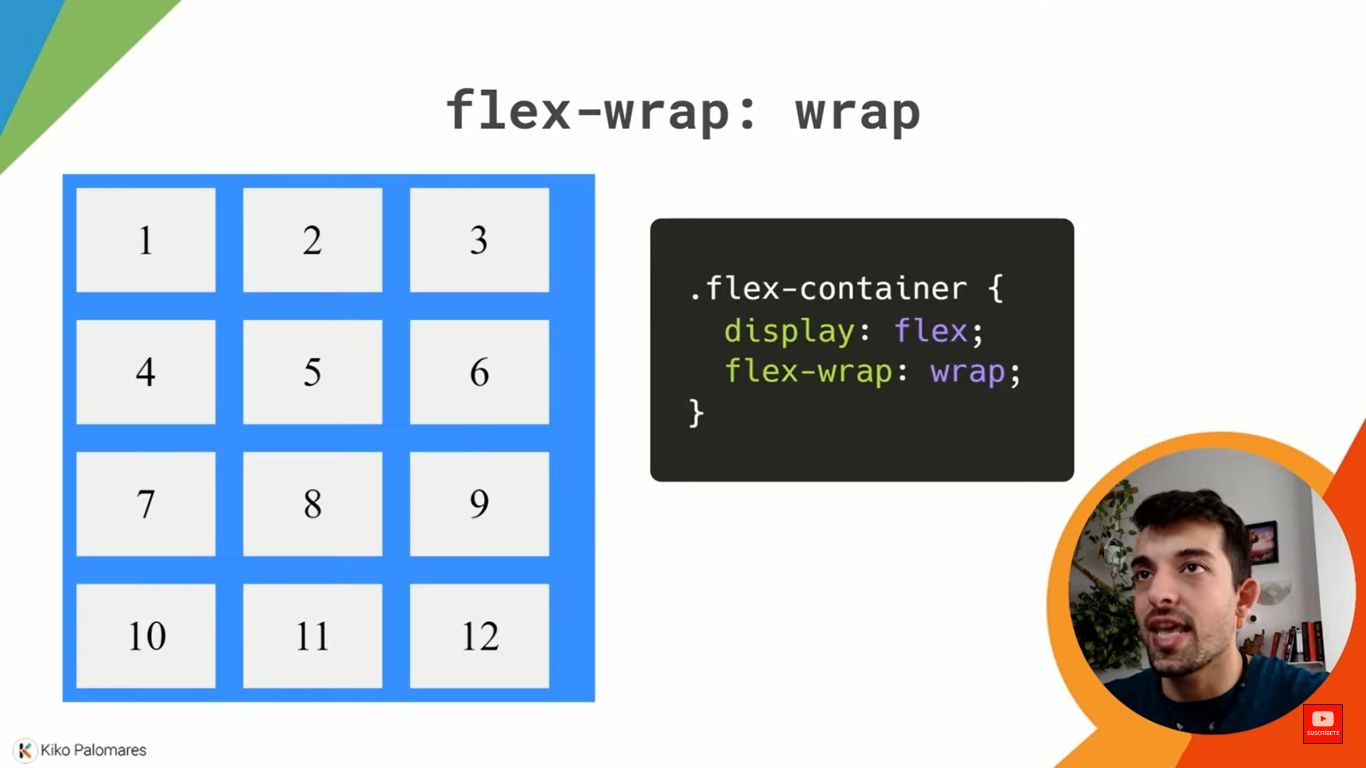 flex-wrap: wrap
1 2 3
4 5 6
7 8 9
10 11 12
.flex-container {
  display: flex;
  flex-wrap: wrap;
}
Kiko Palomares
SUSCRÍBETE